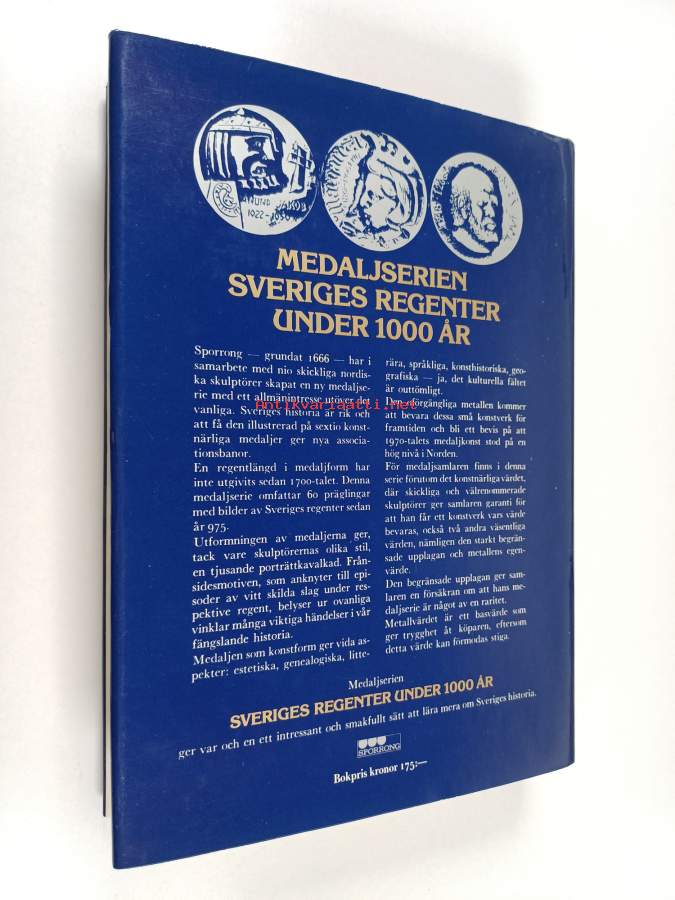 ANUND JAKOB
1022-1050
MEDALJSERIEN
SVERIGES REGENTER
UNDER 1000 ÅR
Sporrong — grundat 1666 — har i
samarbete med nio skickliga nordis-
ka skulptörer skapat en ny medaljse-
rie med ett allmänintresse utöver det
vanliga. Sveriges historia är rik och
att få den illustrerad på sextio konst-
närliga medaljer ger nya associa-
tionsbanor.
En regentlängd i medaljform har
inte utgivits sedan 1700-talet. Denna
medaljserie omfattar 60 präglingar
med bilder av Sveriges regenter sedan
år 975.
Utformningen av medaljerna ger,
tack vare skulptörernas olika stil,
en tjusande porträttkavalkad. Från-
sidesmotiven, som anknyter till epi-
soder av vitt skilda slag under res-
pektive regent, belyser ur ovanliga
vinklar många viktiga händelser i vår
fängslande historia.
Medaljen som konstform ger vida as-
pekter: estetiska, genealogiska, litte-
rära, språkliga, konsthistoriska, geo-
grafiska — ja, det kulturella fältet
är outtömligt.
Den oförgängliga metallen kommer
att bevara dessa små konstverk för
framtiden och bli ett bevis på att
1970-talets medaljkonst stod på en
hög nivå i Norden.
För medaljsamlaren finns i denna
serie förutom det konstnärliga värdet,
där skickliga och välrenommerade
skulptörer ger samlaren garanti för
att han får ett konstverk vars värde
bevaras, också två andra väsentliga
värden, nämligen den starkt begrän-
sade upplagan och metallens egen-
värde.
Den begränsade upplagan ger sam-
laren en försäkran om att hans me-
daljserie är något av en raritet.
Metallvärdet är ett basvärde som
ger trygghet åt köparen, eftersom
detta värde kan förmodas stiga.
Medaljserien
SVERIGES REGENTER UNDER 1000 ÅR
ger var och en ett intressant och smakfullt sätt att lära mera om Sveriges historia.
SPORRONG
Bokpris kronor 175:—
Antikvariaatti.net